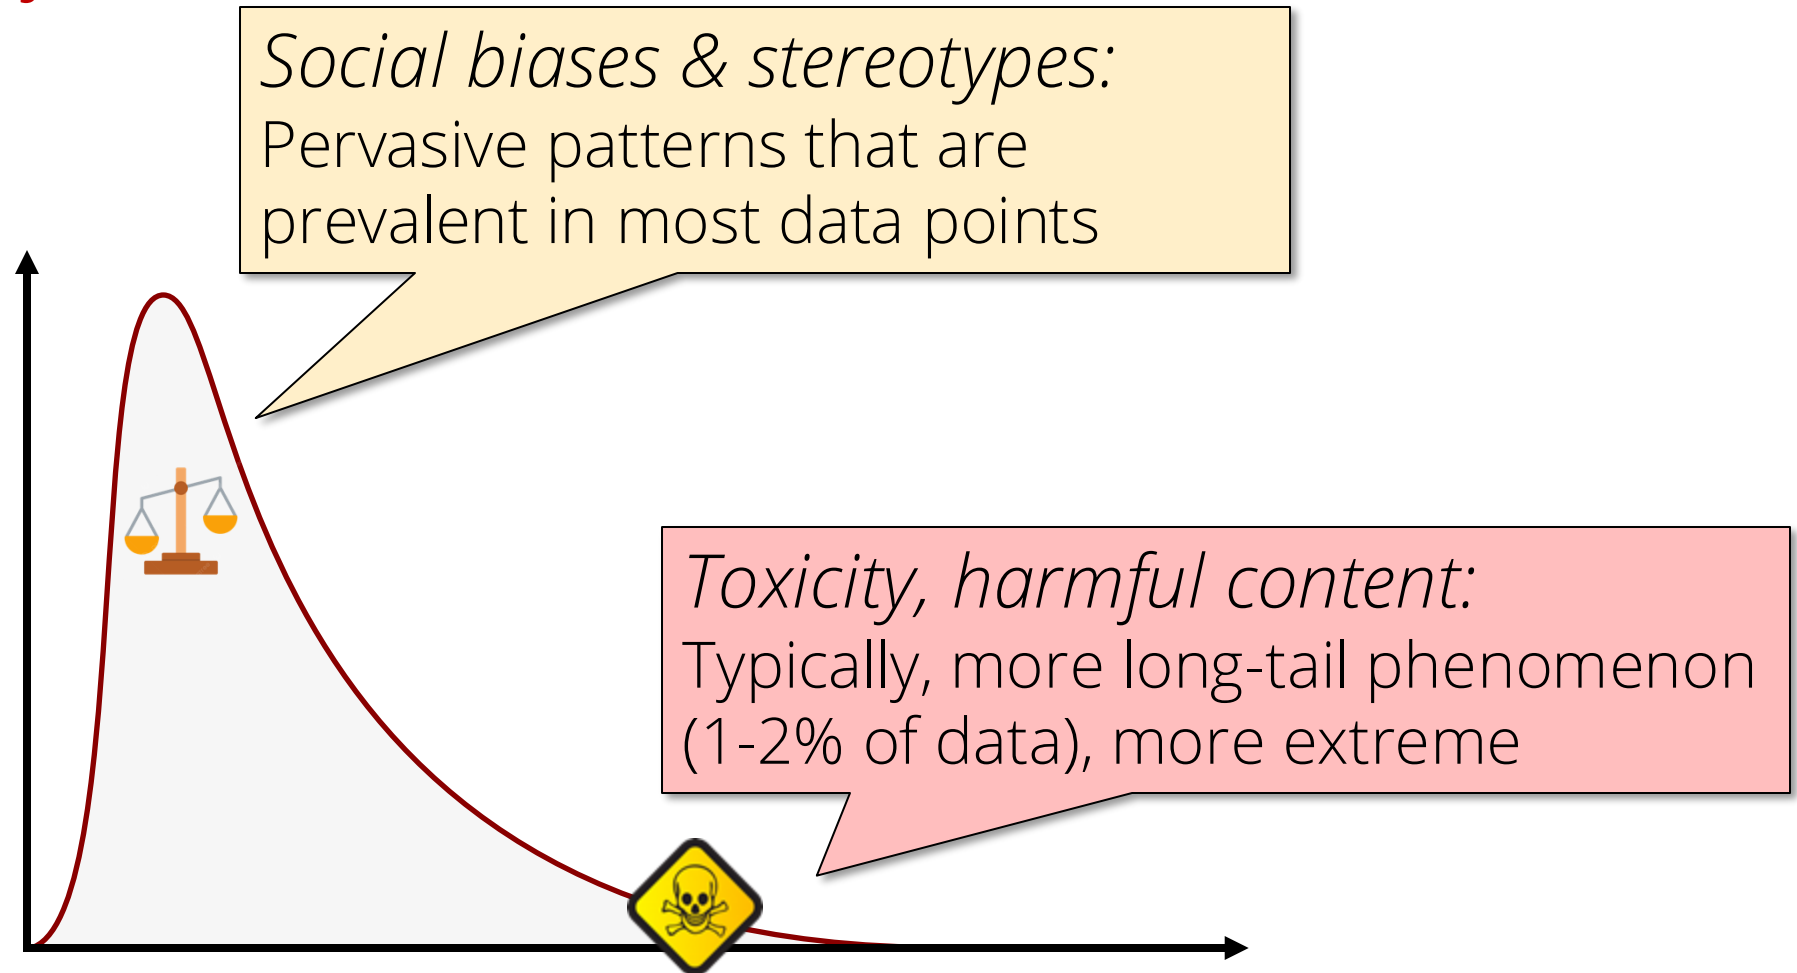 Social biases & stereotypes:
Pervasive patterns that are
prevalent in most data points
Toxicity, harmful content:
Typically, more long-tail phenomenon
(1-2% of data), more extreme